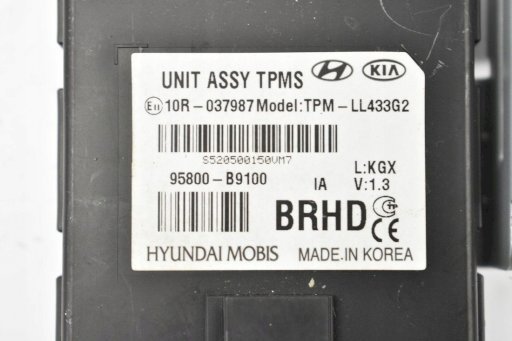 UNIT ASSY TPMS KIA
E11 10R-037987 Model:TPM-LL433G2
S520500150VM7
95800-B9100 IA L:KGX
V:1.3
BRHD CE
HYUNDAI MOBIS MADE.IN KOREA